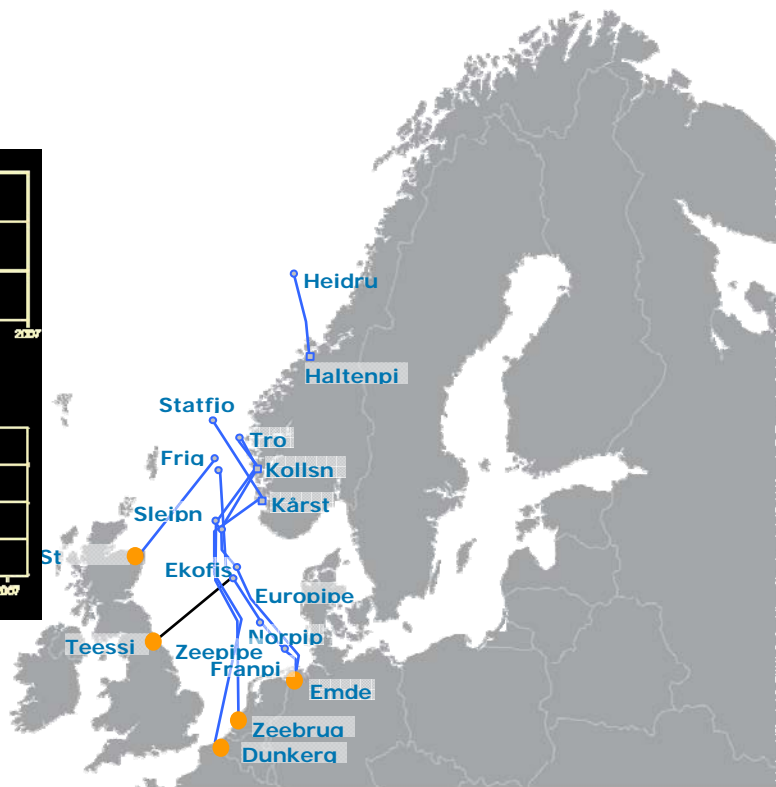 Heidru
2007
Haltenpi
Statfjo
Tro
Frig
Kollsn
Kårst
Sleipn
St
Ekofis
2007
Europipe
Norpip
Teessi
Zeepipe
Franpi
Emde
Zeebrug
Dunkerq